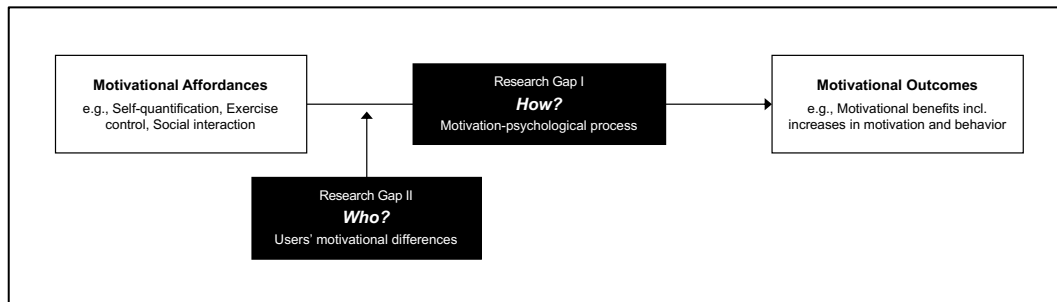 Motivational Affordances
e.g., Self-quantification, Exercise
control, Social interaction
Research Gap I
How?
Motivation-psychological process
Motivational Outcomes
e.g., Motivational benefits incl.
increases in motivation and behavior
Research Gap II
Who?
Users’ motivational differences